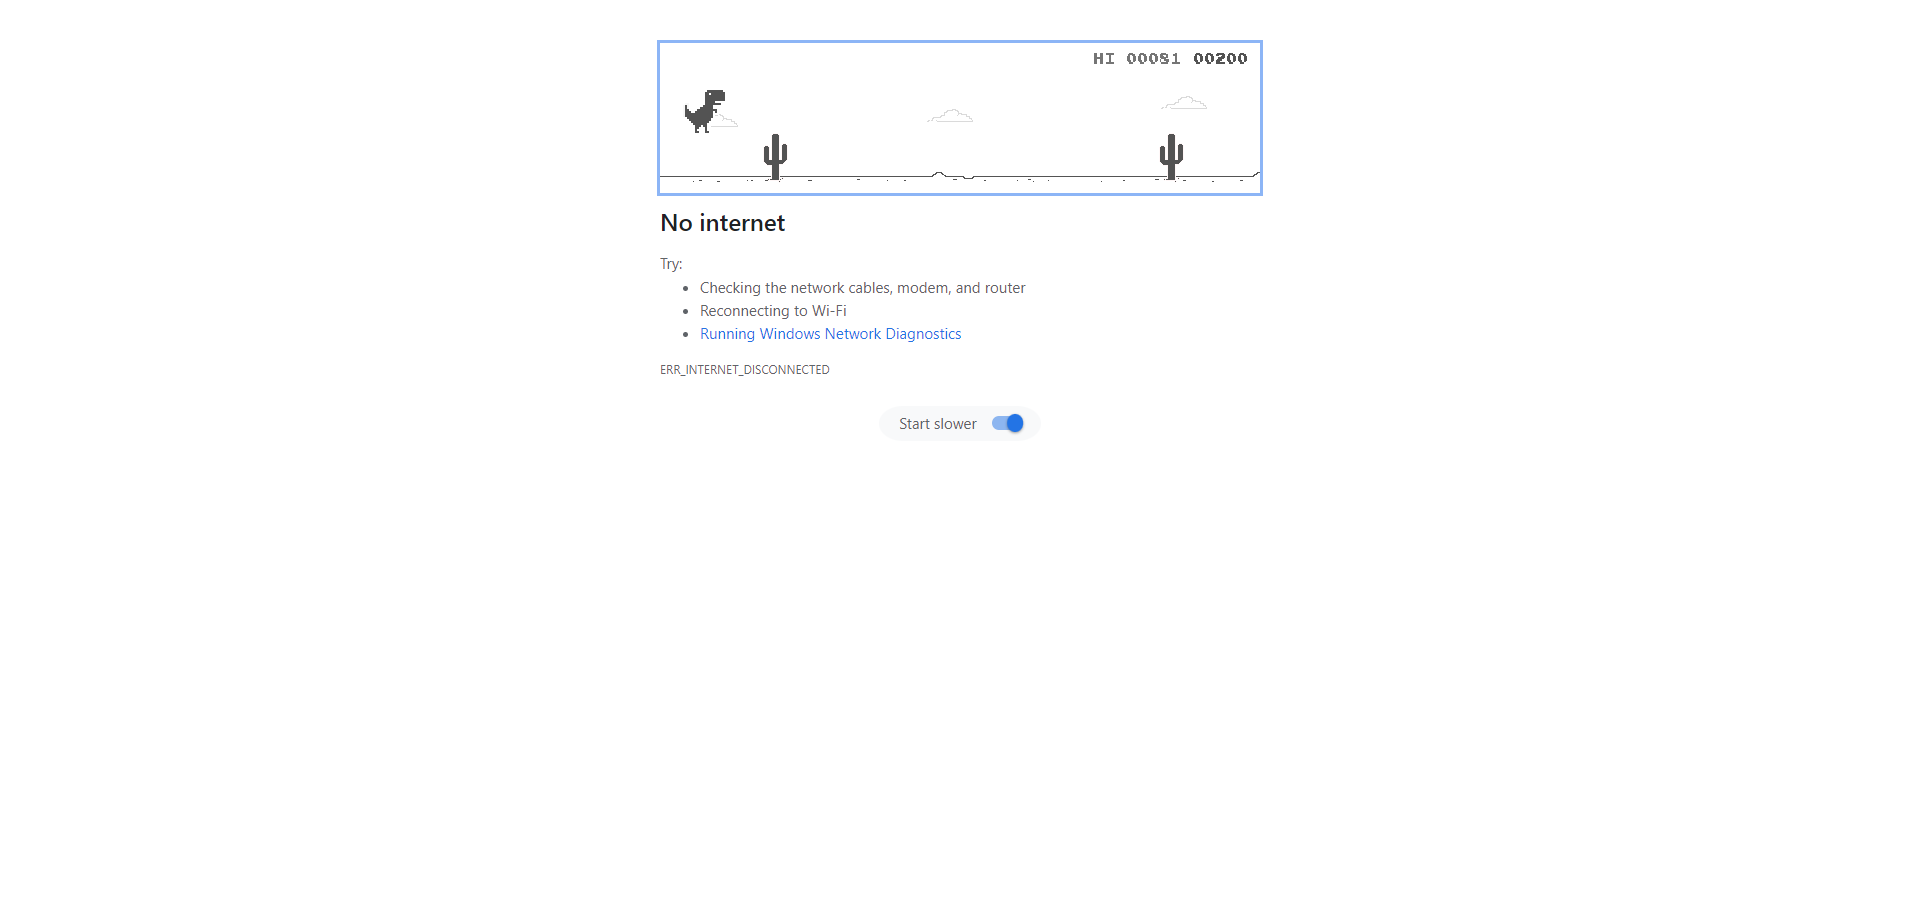 HI 00081 00200
No internet
Try:
Checking the network cables, modem, and router
Reconnecting to Wi-Fi
Running Windows Network Diagnostics
ERR_INTERNET_DISCONNECTED
Start slower